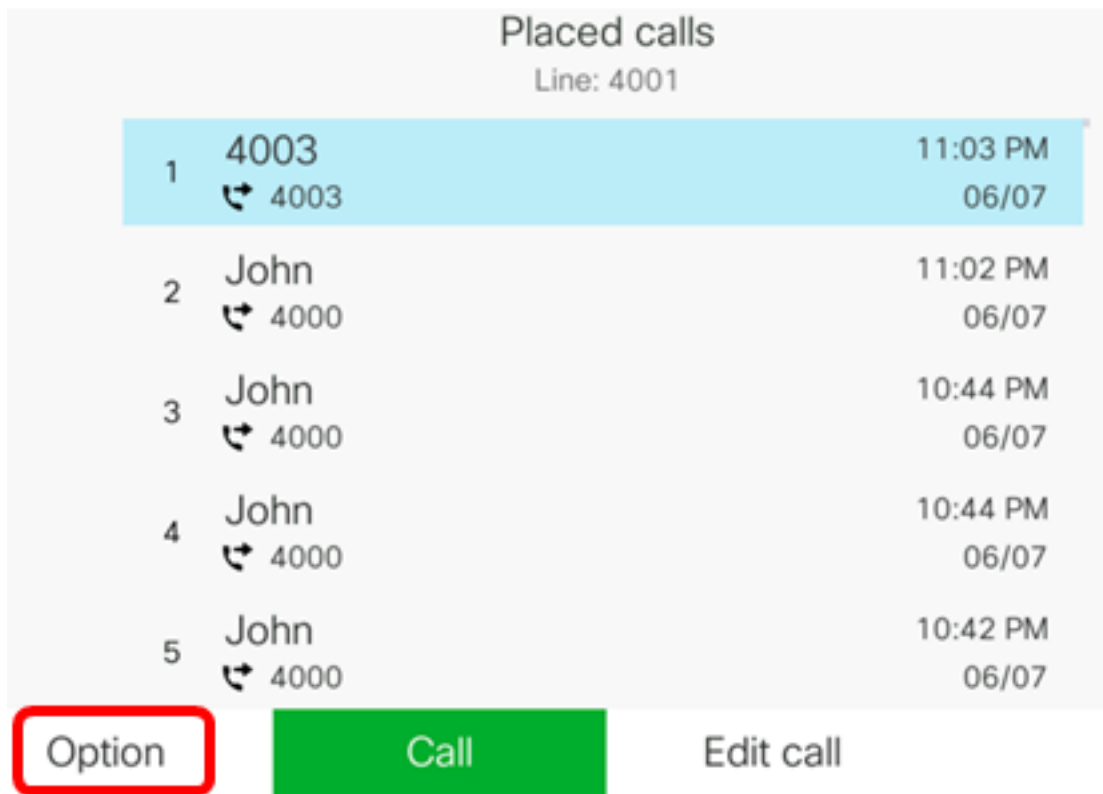 Placed calls
Line: 4001
1 4003 11:03 PM
4003 06/07
2 John 11:02 PM
4000 06/07
3 John 10:44 PM
4000 06/07
4 John 10:44 PM
4000 06/07
5 John 10:42 PM
4000 06/07
Option Call Edit call